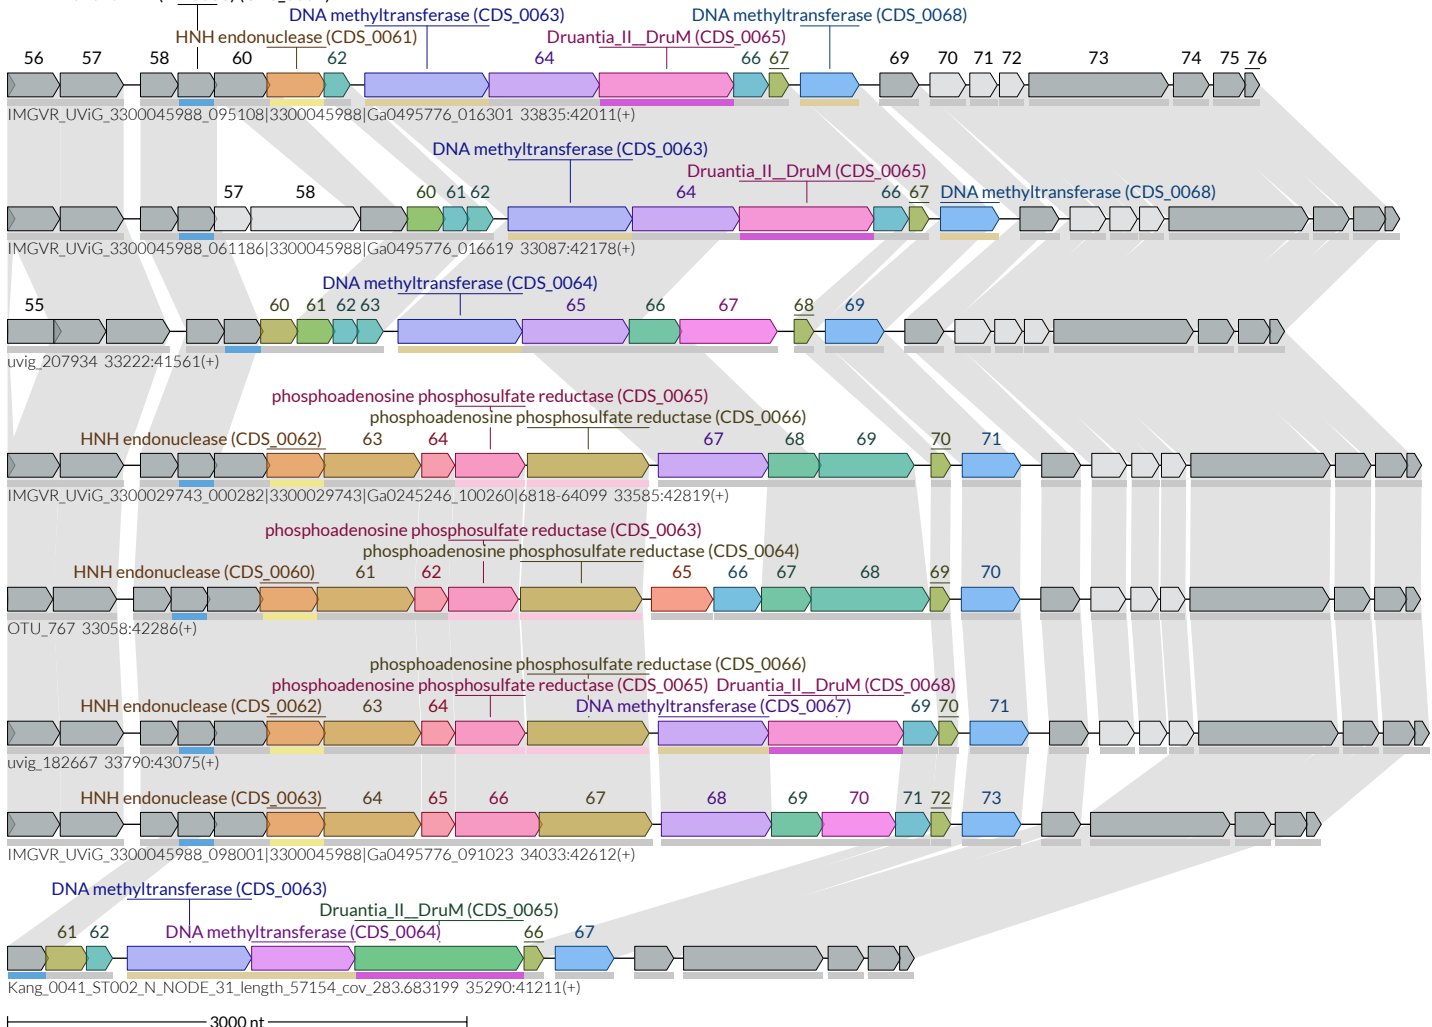 DNA methyltransferase (CDS_0063) DNA methyltransferase (CDS_0068)
HNH endonuclease (CDS_0061) Druantia_II__DruM (CDS_0065)
56 57 58 60 62 64 66 67 69 70 71 72 73 74 75 76
IMGVR_UViG_3300045988_095108|3300045988|Ga0495776_016301 33835:42011(+)
DNA methyltransferase (CDS_0063)
Druantia_II__DruM (CDS_0065)
57 58 60 61 62 64 66 67 DNA methyltransferase (CDS_0068)
IMGVR_UViG_3300045988_061186|3300045988|Ga0495776_016619 33087:42178(+)
DNA methyltransferase (CDS_0064)
55 60 61 62 63 65 66 67 68 69
uvig_207934 33222:41561(+)
phosphoadenosine phosphosulfate reductase (CDS_0065)
phosphoadenosine phosphosulfate reductase (CDS_0066)
HNH endonuclease (CDS_0062) 63 64 67 68 69 70 71
IMGVR_UViG_3300029743_000282|3300029743|Ga0245246_100260|6818-64099 33585:42819(+)
phosphoadenosine phosphosulfate reductase (CDS_0063)
phosphoadenosine phosphosulfate reductase (CDS_0064)
HNH endonuclease (CDS_0060) 61 62 65 66 67 68 69 70
OTU_767 33058:42286(+)
phosphoadenosine phosphosulfate reductase (CDS_0066)
phosphoadenosine phosphosulfate reductase (CDS_0065) Druantia_II__DruM (CDS_0068)
HNH endonuclease (CDS_0062) 63 64 DNA methyltransferase (CDS_0067) 69 70 71
uvig_182667 33790:43075(+)
HNH endonuclease (CDS_0063) 64 65 66 67 68 69 70 71 72 73
IMGVR_UViG_3300045988_098001|3300045988|Ga0495776_091023 34033:42612(+)
DNA methyltransferase (CDS_0063)
Druantia_II__DruM (CDS_0065)
61 62 DNA methyltransferase (CDS_0064) 66 67
Kang_0041_ST002_N_NODE_31_length_57154_cov_283.683199 35290:41211(+)
3000 nt